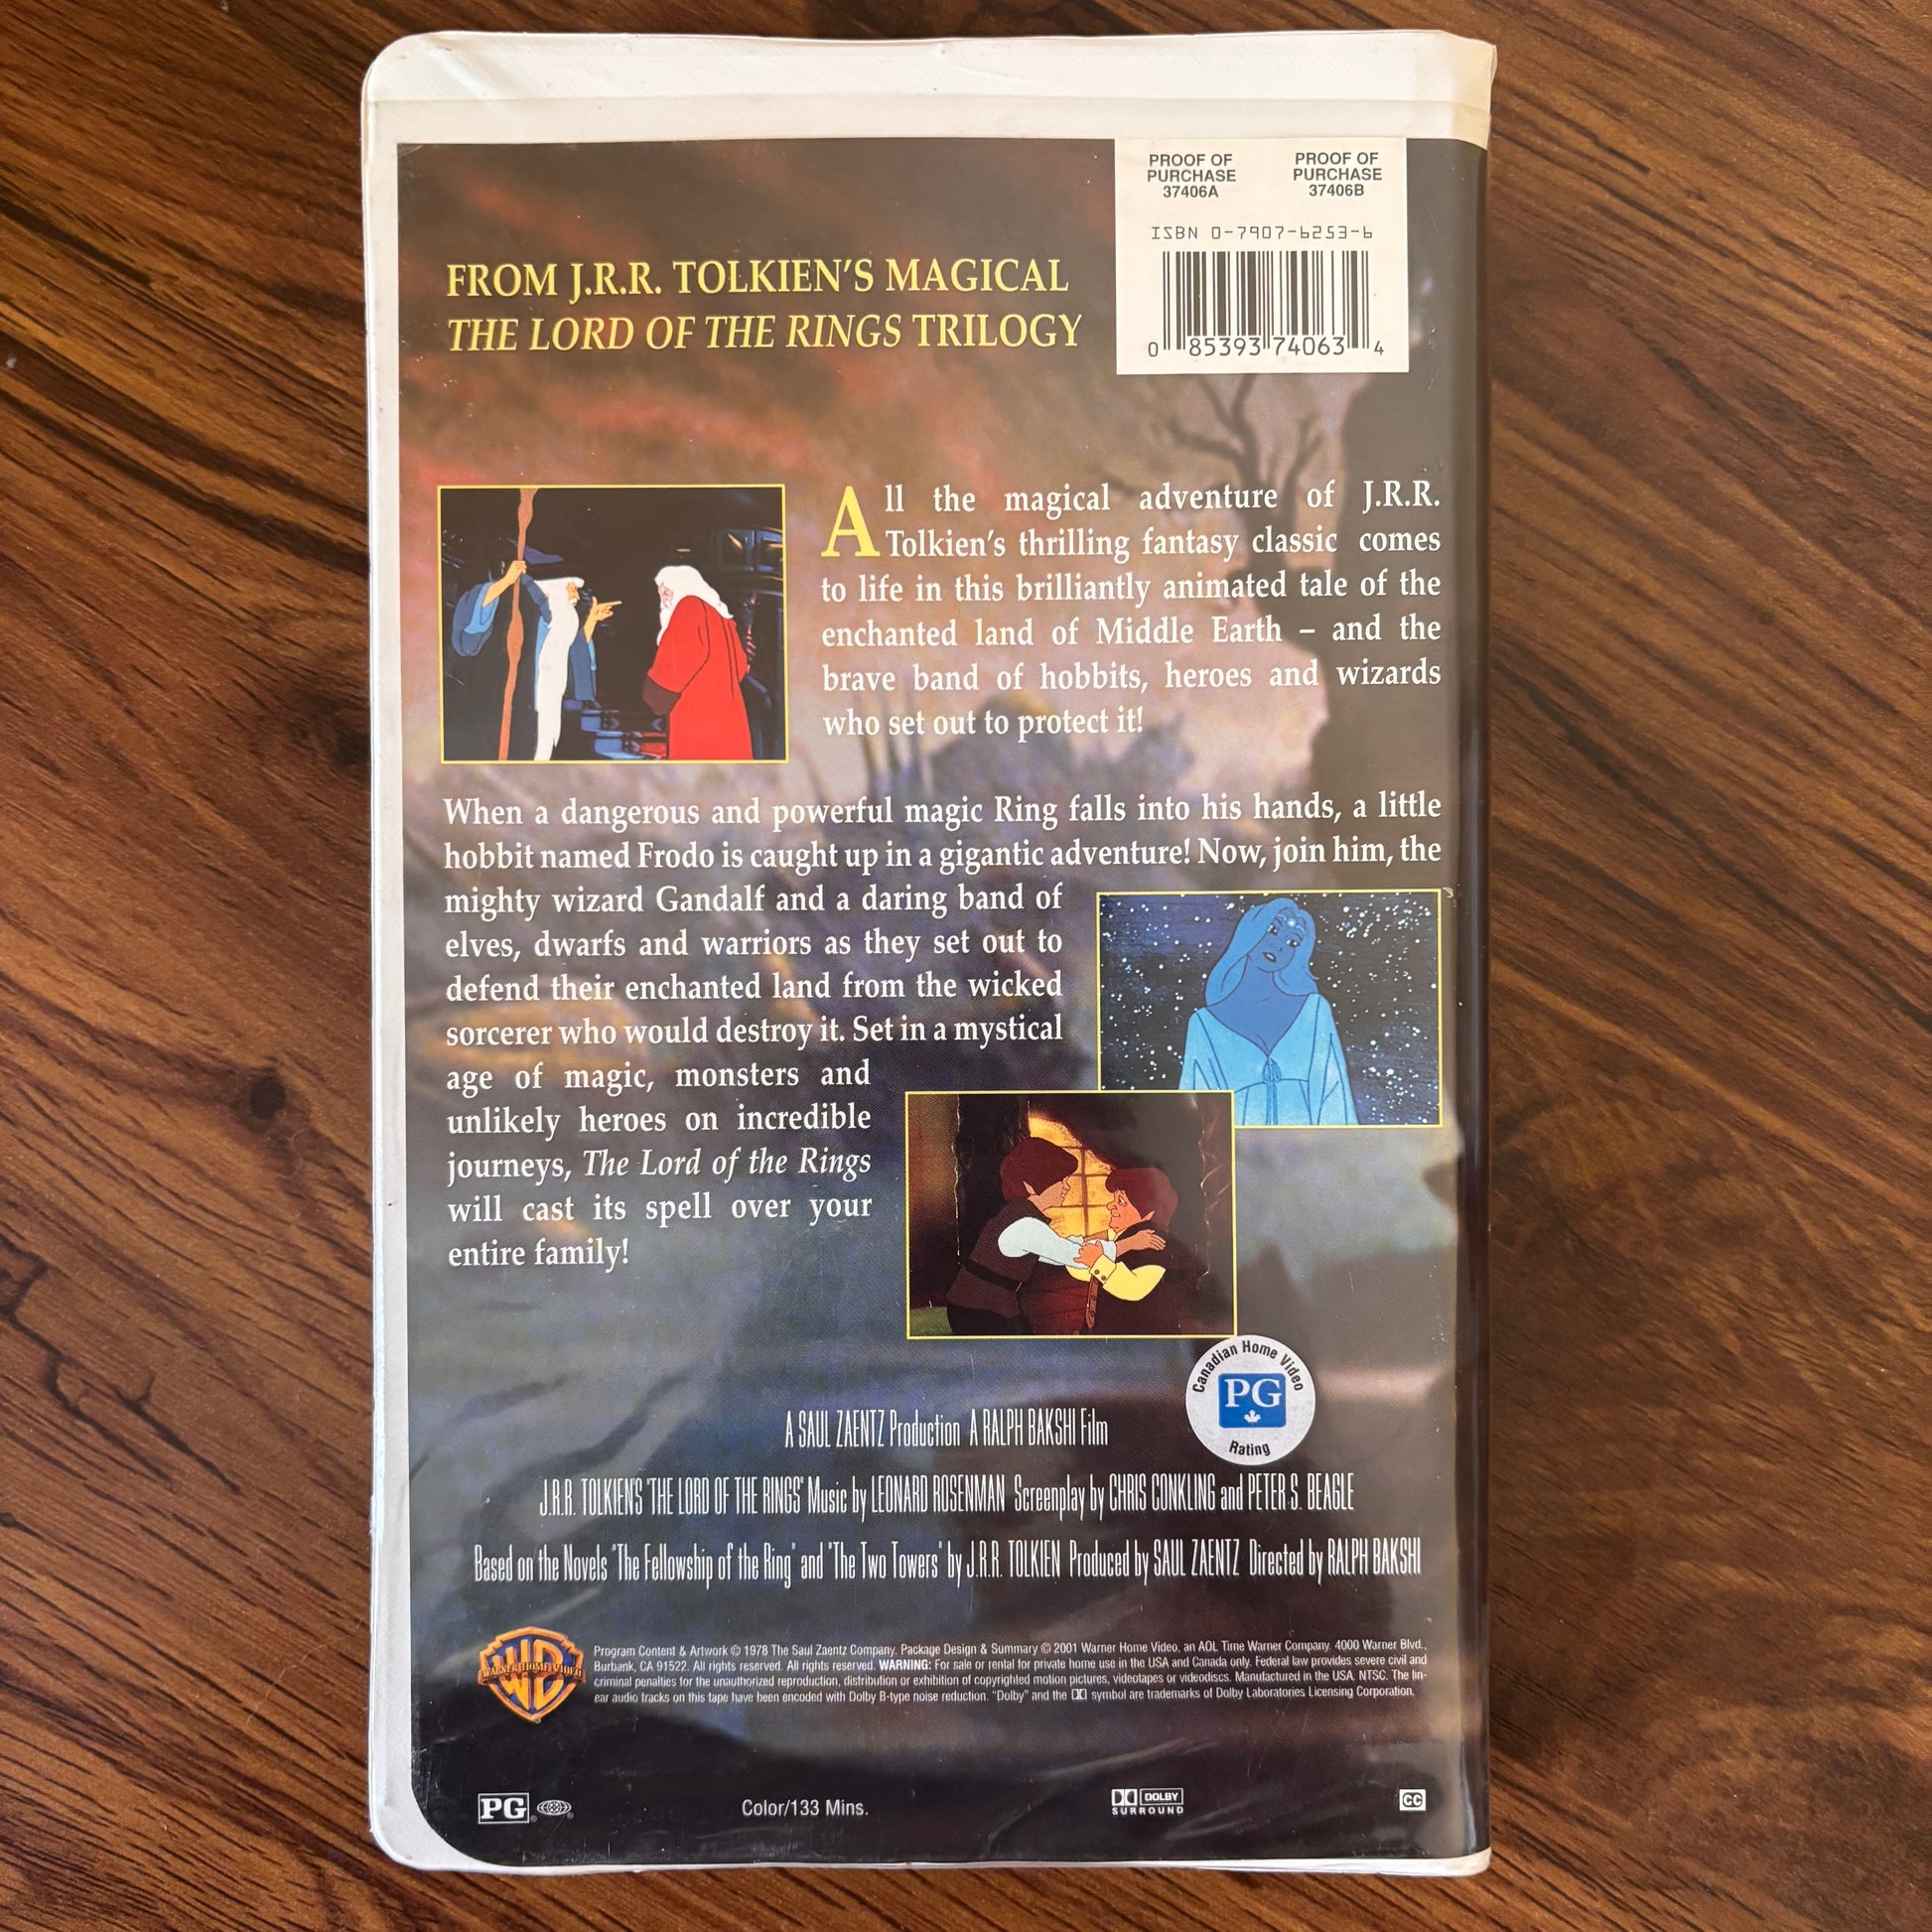 PROOF OF PURCHASE 37406A
PROOF OF PURCHASE 37406B
ISBN 0-7907-6253-6
0 85393 74063 4
FROM J.R.R. TOLKIEN'S MAGICAL
THE LORD OF THE RINGS TRILOGY
All the magical adventure of J.R.R.
Tolkien's thrilling fantasy classic comes
to life in this brilliantly animated tale of the
enchanted land of Middle Earth – and the
brave band of hobbits, heroes and wizards
who set out to protect it!
When a dangerous and powerful magic Ring falls into his hands, a little
hobbit named Frodo is caught up in a gigantic adventure! Now, join him, the
mighty wizard Gandalf and a daring band of
elves, dwarfs and warriors as they set out to
defend their enchanted land from the wicked
sorcerer who would destroy it. Set in a mystical
age of magic, monsters and
unlikely heroes on incredible
journeys, The Lord of the Rings
will cast its spell over your
entire family!
Canadian Home Video
PG
Rating
A SAUL ZAENTZ Production A RALPH BAKSHI Film
J.R.R. TOLKIEN'S "THE LORD OF THE RINGS" Music by LEONARD ROSENMAN Screenplay by CHRIS CONKLING and PETER S. BEAGLE
Based on the Novels "The Fellowship of the Ring" and "The Two Towers" by J.R.R. TOLKIEN Produced by SAUL ZAENTZ Directed by RALPH BAKSHI
WB
WARNER HOME VIDEO
Program Content & Artwork © 1978 The Saul Zaentz Company. Package Design & Summary © 2001 Warner Home Video, an AOL Time Warner Company. 4000 Warner Blvd.,
Burbank, CA 91522. All rights reserved. All rights reserved. WARNING: For sale or rental for private home use in the USA and Canada only. Federal law provides severe civil and
criminal penalties for the unauthorized reproduction, distribution or exhibition of copyrighted motion pictures, videotapes or videodiscs. Manufactured in the USA. NTSC. The lin-
ear audio tracks on this tape have been encoded with Dolby B-type noise reduction. "Dolby" and the DD symbol are trademarks of Dolby Laboratories Licensing Corporation.
PG ®
Color/133 Mins.
DOLBY
SURROUND
CC